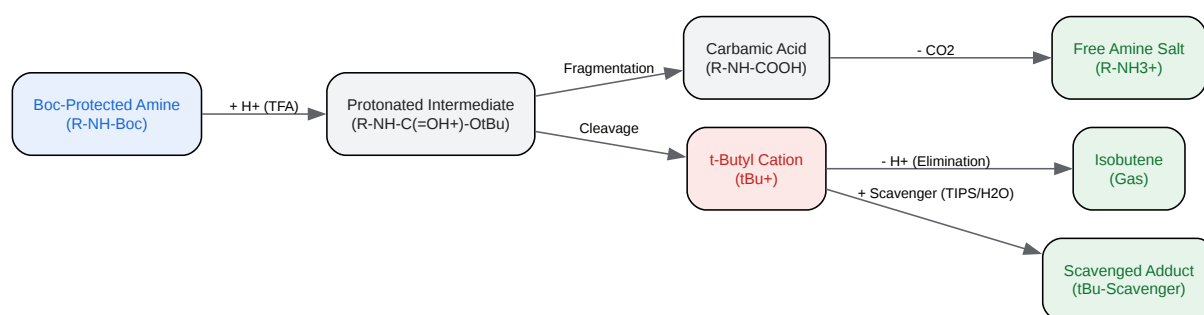 Boc-Protected Amine
(R-NH-Boc)
+ H+ (TFA)
Protonated Intermediate
(R-NH-C(=OH+)-OtBu)
Fragmentation
Cleavage
Carbamic Acid
(R-NH-COOH)
- CO2
Free Amine Salt
(R-NH3+)
t-Butyl Cation
(tBu+)
- H+ (Elimination)
Isobutene
(Gas)
+ Scavenger (TIPS/H2O)
Scavenged Adduct
(tBu-Scavenger)